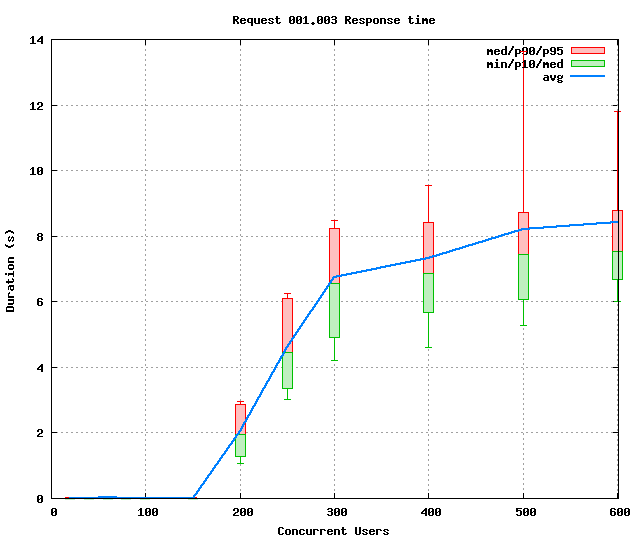 Request 001.003 Response time
med/p90/p95
min/p10/med
avg
14
12
10
8
6
4
2
0
Duration (s)
0 100 200 300 400 500 600
Concurrent Users